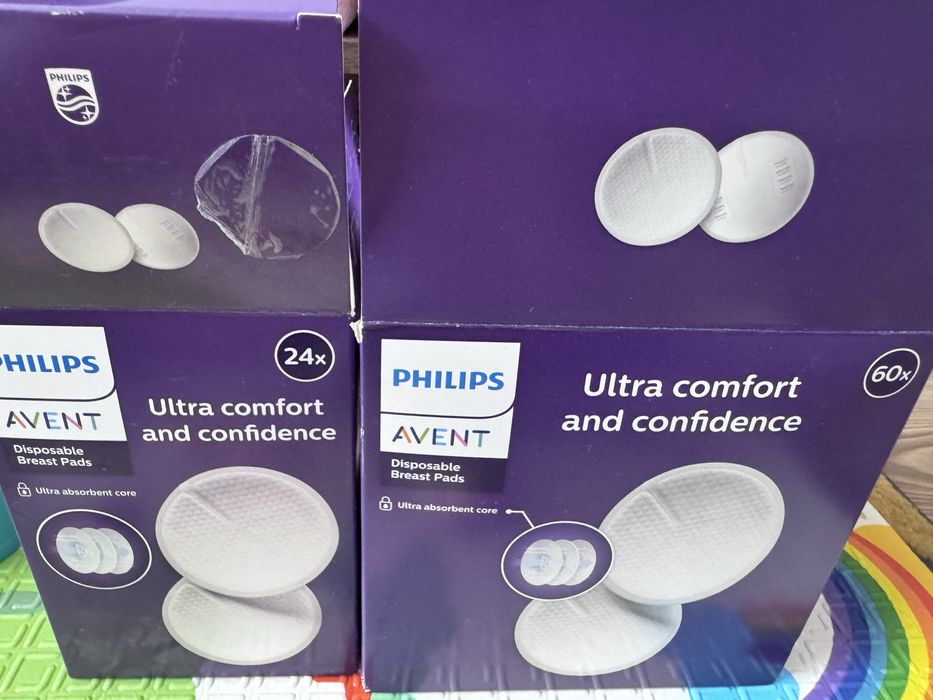 PHILIPS
PHILIPS
AVENT
Disposable
Breast Pads
24x
Ultra comfort
and confidence
Ultra absorbent core
PHILIPS
AVENT
Disposable
Breast Pads
60x
Ultra comfort
and confidence
Ultra absorbent core